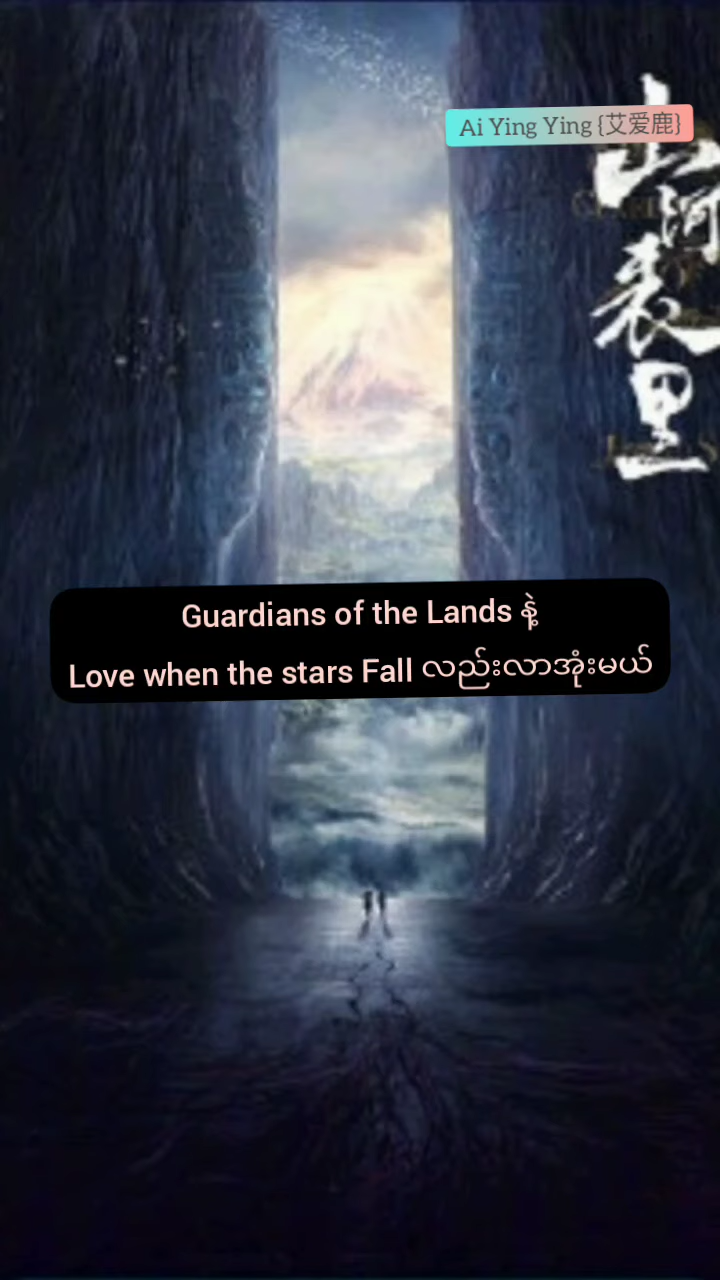 Ai Ying Ying {艾爱鹿}
山
河
表
里
Guardians of the Lands နဲ့
Love when the stars Fall လည်းလာအုံးမယ်